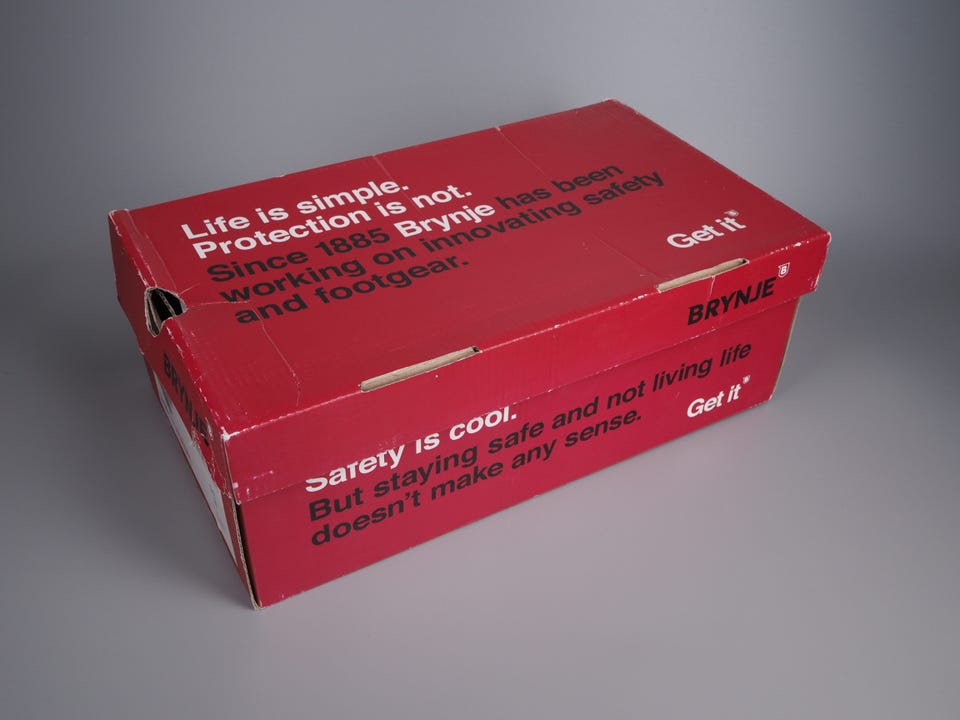 Life is simple.
Protection is not.
Since 1885 Brynje has been
working on innovating safety
and footgear.
Get it
BRYNJE
BRYNJE
Safety is cool.
But staying safe and not living life
doesn't make any sense.
Get it